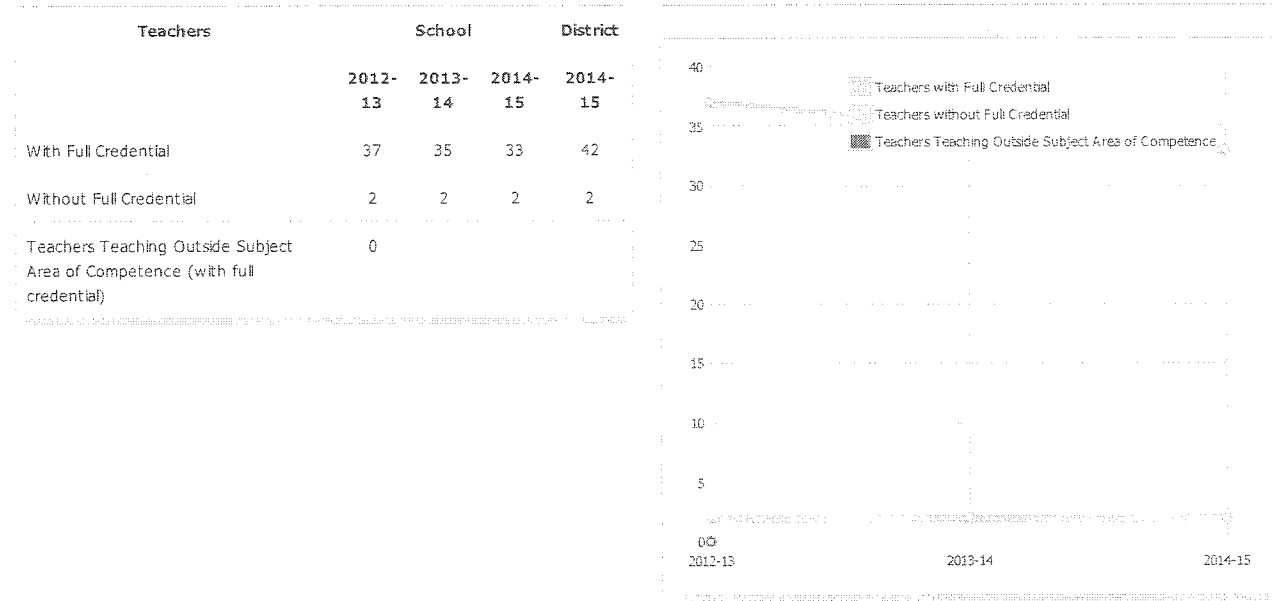 Teachers School District
2012- 2013- 2014- 2014-
13 14 15 15
With Full Credential 37 35 33 42
Without Full Credential 2 2 2 2
Teachers Teaching Outside Subject 0
Area of Competence (with full
credential)
40
Teachers with Full Credential
Teachers without Full Credential
35
Teachers Teaching Outside Subject Area of Competence
30
25
20
15
10
5
0
2012-13 2013-14 2014-15